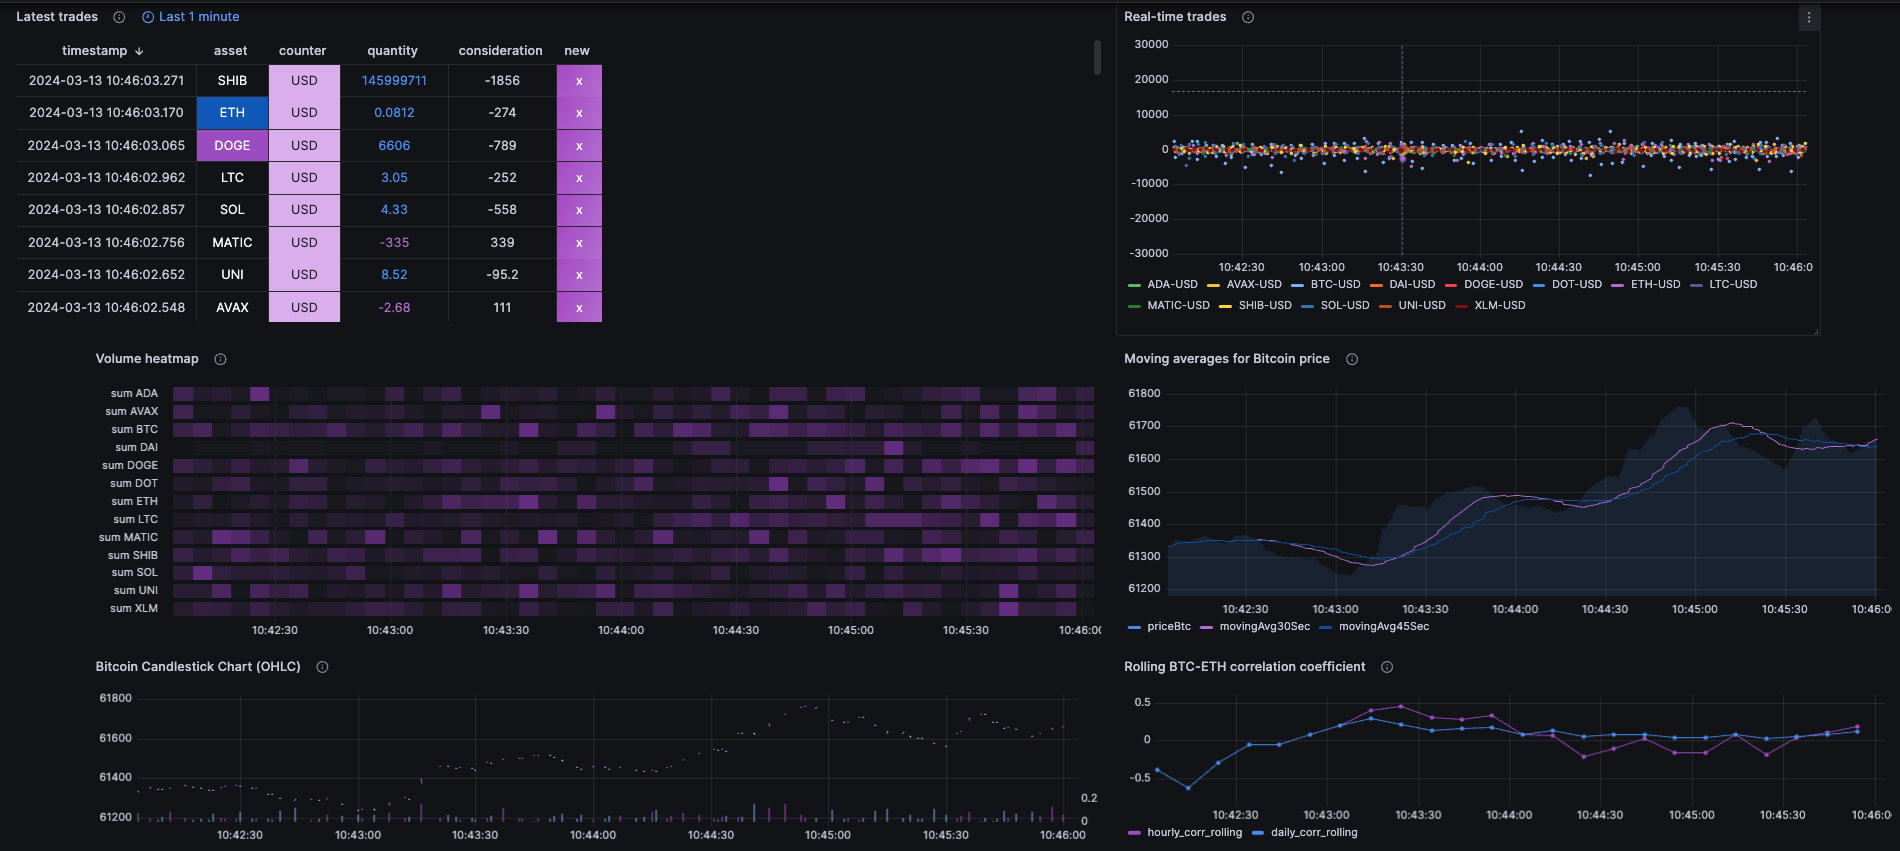 Latest trades Last 1 minute
timestamp ↓ asset counter quantity consideration new
2024-03-13 10:46:03.271 SHIB USD 145999711 -1856 x
2024-03-13 10:46:03.170 ETH USD 0.0812 -274 x
2024-03-13 10:46:03.065 DOGE USD 6606 -789 x
2024-03-13 10:46:02.962 LTC USD 3.05 -252 x
2024-03-13 10:46:02.857 SOL USD 4.33 -558 x
2024-03-13 10:46:02.756 MATIC USD -335 339 x
2024-03-13 10:46:02.652 UNI USD 8.52 -95.2 x
2024-03-13 10:46:02.548 AVAX USD -2.68 111 x
Real-time trades
30000
20000
10000
0
-10000
-20000
-30000
10:42:30 10:43:00 10:43:30 10:44:00 10:44:30 10:45:00 10:45:30 10:46:0
ADA-USD AVAX-USD BTC-USD DAI-USD DOGE-USD DOT-USD ETH-USD LTC-USD
MATIC-USD SHIB-USD SOL-USD UNI-USD XLM-USD
Volume heatmap
sum ADA
sum AVAX
sum BTC
sum DAI
sum DOGE
sum DOT
sum ETH
sum LTC
sum MATIC
sum SHIB
sum SOL
sum UNI
sum XLM
10:42:30 10:43:00 10:43:30 10:44:00 10:44:30 10:45:00 10:45:30 10:46:0
Moving averages for Bitcoin price
61800
61700
61600
61500
61400
61300
61200
10:42:30 10:43:00 10:43:30 10:44:00 10:44:30 10:45:00 10:45:30 10:46:0
priceBtc movingAvg30Sec movingAvg45Sec
Bitcoin Candlestick Chart (OHLC)
61800
61600
61400
61200
0.2
0
10:42:30 10:43:00 10:43:30 10:44:00 10:44:30 10:45:00 10:45:30 10:46:00
Rolling BTC-ETH correlation coefficient
0.5
0
-0.5
10:42:30 10:43:00 10:43:30 10:44:00 10:44:30 10:45:00 10:45:30 10:46:0
hourly_corr_rolling daily_corr_rolling